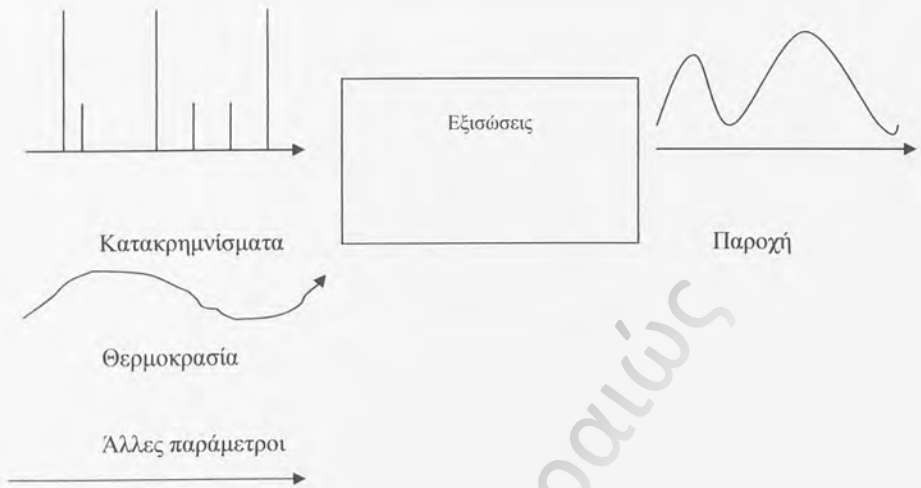 Εξισώσεις
Κατακρημνίσματα
Παροχή
Θερμοκρασία
Άλλες παράμετροι